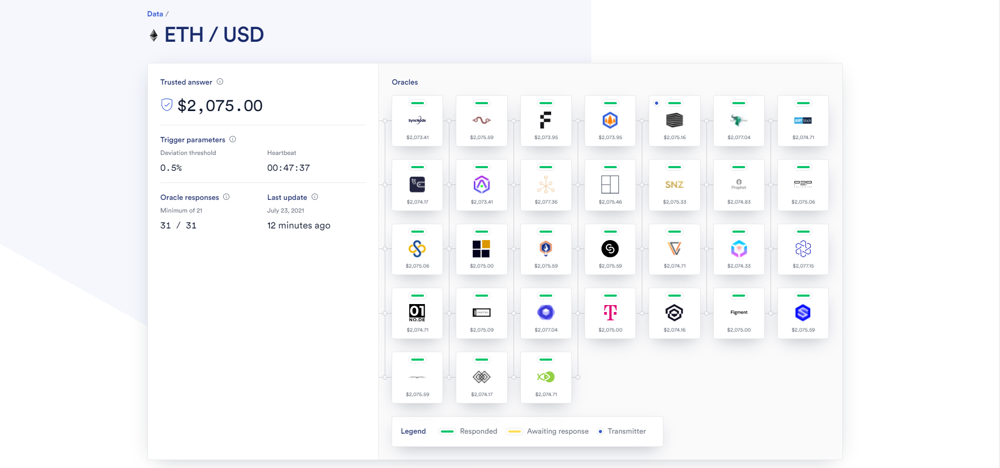 Data /
ETH / USD
Trusted answer
$2,075.00
Trigger parameters
Deviation threshold
Heartbeat
0.5%
00:47:37
Oracle responses
Last update
Minimum of 21
July 23, 2021
31 / 31
12 minutes ago
Oracles
SyncNode
ANYblock
$2,073.41
$2,075.59
$2,073.95
$2,073.95
$2,075.16
$2,077.04
$2,074.71
SNZ
Prophet
$2,074.17
$2,073.41
$2,077.36
$2,075.46
$2,075.33
$2,074.83
$2,075.06
$2,075.06
$2,075.00
$2,075.59
$2,075.59
$2,074.71
$2,074.33
$2,077.15
01
NO.DE
T
Figment
$2,074.71
$2,075.09
$2,077.04
$2,075.00
$2,074.16
$2,075.00
$2,075.59
$2,075.59
$2,074.17
$2,074.71
Legend
Responded
Awaiting response
Transmitter